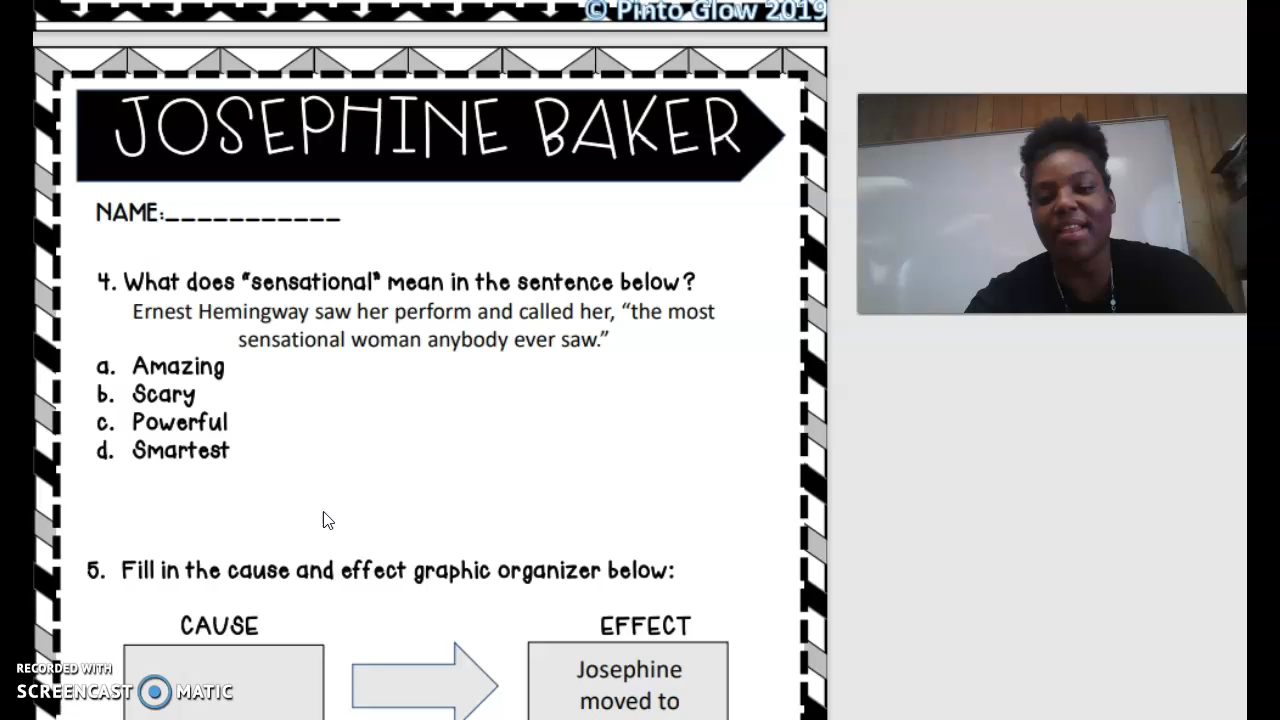 © Pinto Glow 2019
JOSEPHINE BAKER
NAME:___________
4. What does "sensational" mean in the sentence below?
Ernest Hemingway saw her perform and called her, “the most
sensational woman anybody ever saw.”
a. Amazing
b. Scary
c. Powerful
d. Smartest
5. Fill in the cause and effect graphic organizer below:
CAUSE
EFFECT
Josephine
moved to
RECORDED WITH
SCREENCAST MATIC